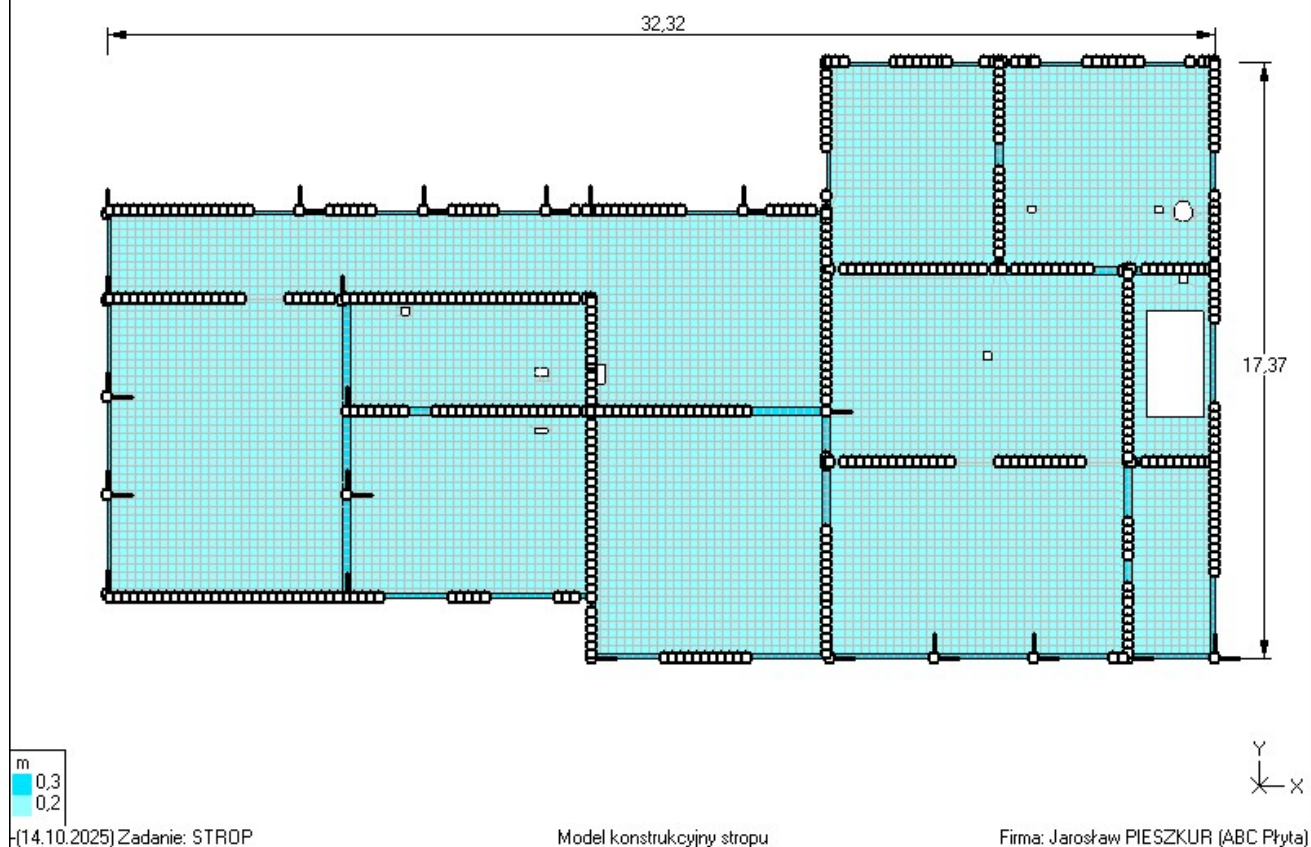 32,32
17,37
m
0,3
0,2
Y
X
-(14.10.2025) Zadanie: STROP
Model konstrukcyjny stropu
Firma: Jarosław PIESZKUR (ABC Płyta)